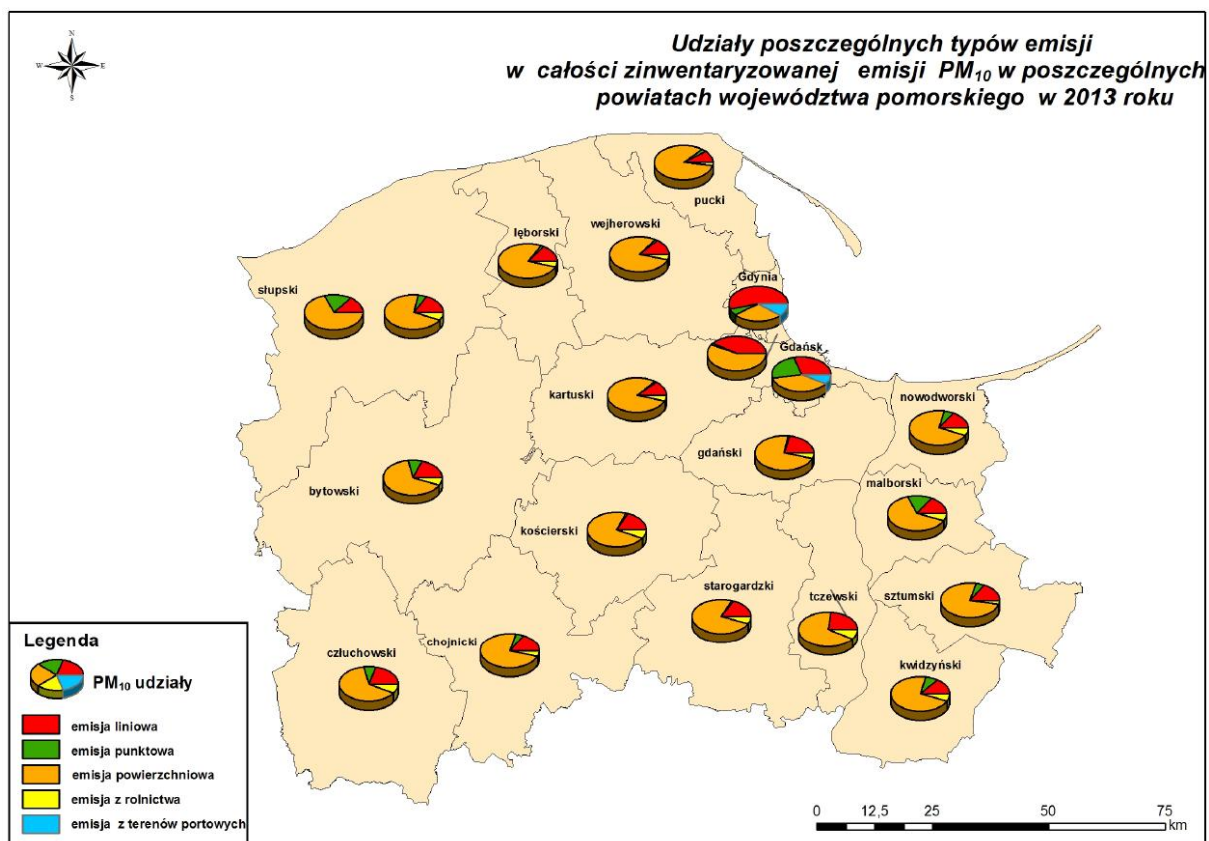 Udziały poszczególnych typów emisji
w całości zinwentaryzowanej emisji PM₁₀ w poszczególnych
powiatach województwa pomorskiego w 2013 roku
N
W E
S
pucki
wejherowski
lęborski
Gdynia
słupski
Gdańsk
kartuski
nowodworski
gdański
malborski
bytowski
kościerski
starogardzki
tczewski
sztumski
chojnicki
człuchowski
kwidzyński
Legenda
PM₁₀ udziały
emisja liniowa
emisja punktowa
emisja powierzchniowa
emisja z rolnictwa
emisja z terenów portowych
0 12,5 25 50 75
km